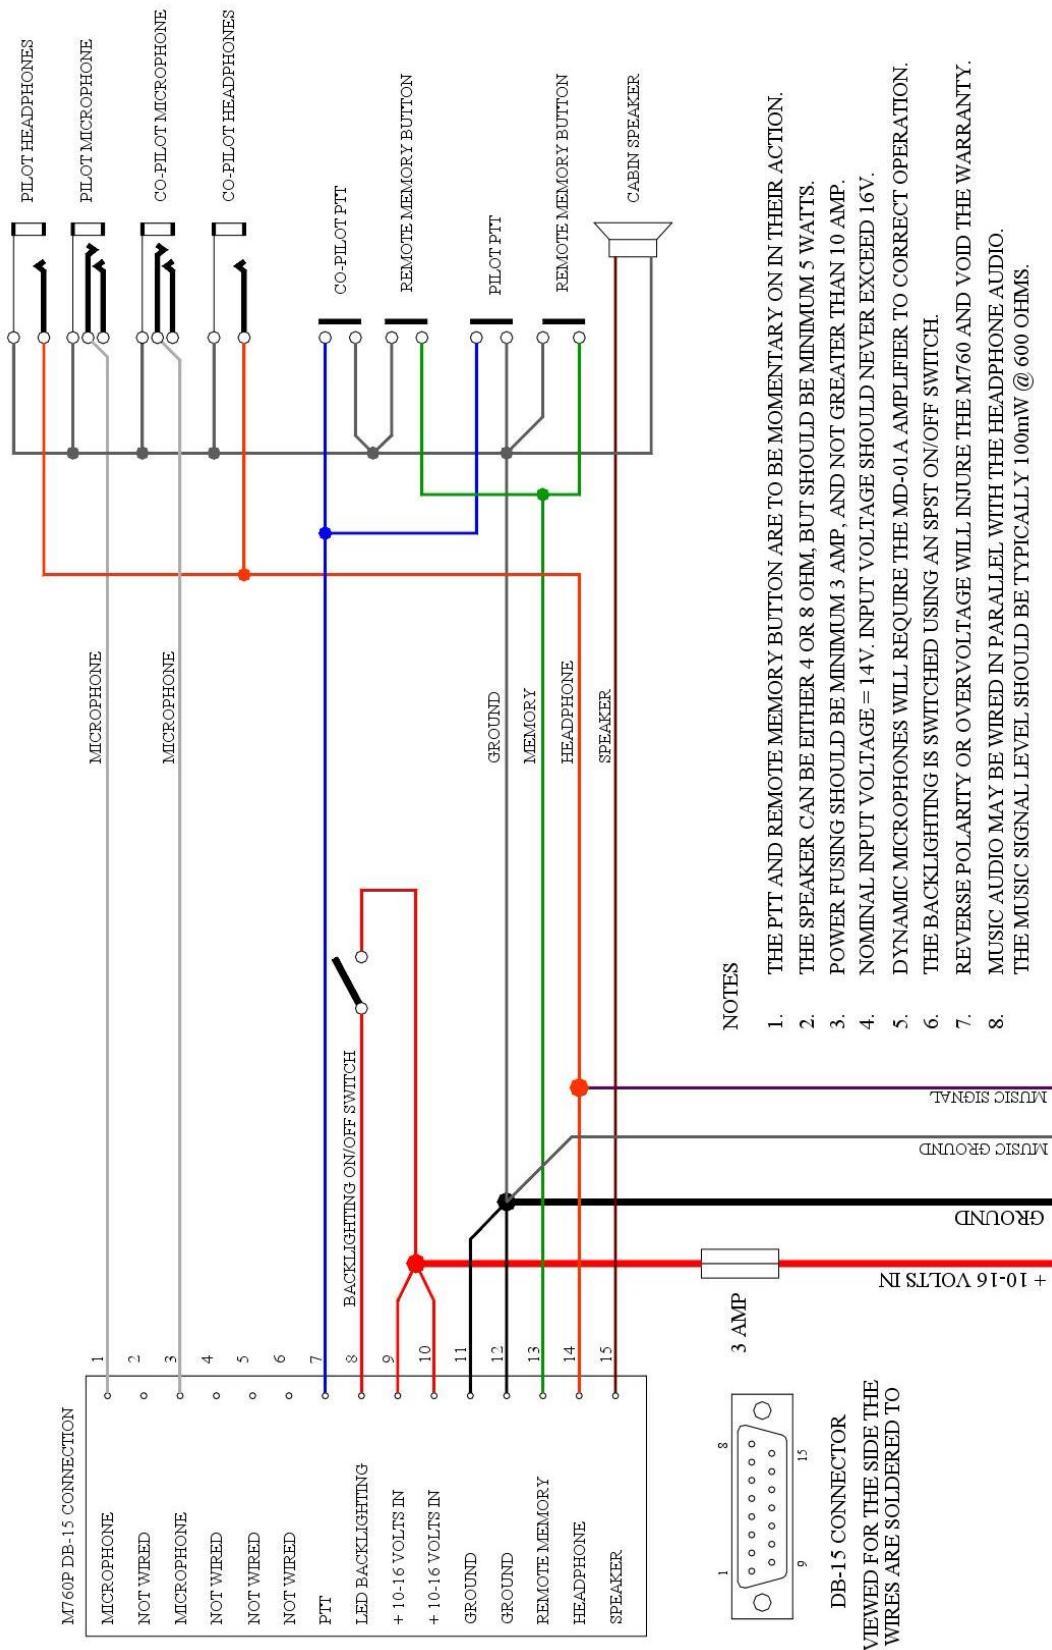 M760P DB-15 CONNECTION
MICROPHONE 1
NOT WIRED 2
MICROPHONE 3
NOT WIRED 4
NOT WIRED 5
NOT WIRED 6
PTT 7
LED BACKLIGHTING 8
+ 10-16 VOLTS IN 9
+ 10-16 VOLTS IN 10
GROUND 11
GROUND 12
REMOTE MEMORY 13
HEADPHONE 14
SPEAKER 15
BACKLIGHTING ON/OFF SWITCH
MICROPHONE
MICROPHONE
GROUND
MEMORY
HEADPHONE
SPEAKER
PILOT HEADPHONES
PILOT MICROPHONE
CO-PILOT MICROPHONE
CO-PILOT HEADPHONES
CO-PILOT PTT
REMOTE MEMORY BUTTON
PILOT PTT
REMOTE MEMORY BUTTON
CABIN SPEAKER
1
8
9
15
DB-15 CONNECTOR
VIEWED FOR THE SIDE THE
WIRES ARE SOLDERED TO
3 AMP
+ 10-16 VOLTS IN
GROUND
MUSIC GROUND
MUSIC SIGNAL
NOTES
1. THE PTT AND REMOTE MEMORY BUTTON ARE TO BE MOMENTARY ON IN THEIR ACTION.
2. THE SPEAKER CAN BE EITHER 4 OR 8 OHM, BUT SHOULD BE MINIMUM 5 WATTS.
3. POWER FUSING SHOULD BE MINIMUM 3 AMP, AND NOT GREATER THAN 10 AMP.
4. NOMINAL INPUT VOLTAGE = 14V. INPUT VOLTAGE SHOULD NEVER EXCEED 16V.
5. DYNAMIC MICROPHONES WILL REQUIRE THE MD-01A AMPLIFIER TO CORRECT OPERATION.
6. THE BACKLIGHTING IS SWITCHED USING AN SPST ON/OFF SWITCH.
7. REVERSE POLARITY OR OVERVOLTAGE WILL INJURE THE M760 AND VOID THE WARRANTY.
8. MUSIC AUDIO MAY BE WIRED IN PARALLEL WITH THE HEADPHONE AUDIO.
THE MUSIC SIGNAL LEVEL SHOULD BE TYPICALLY 100mW @ 600 OHMS.